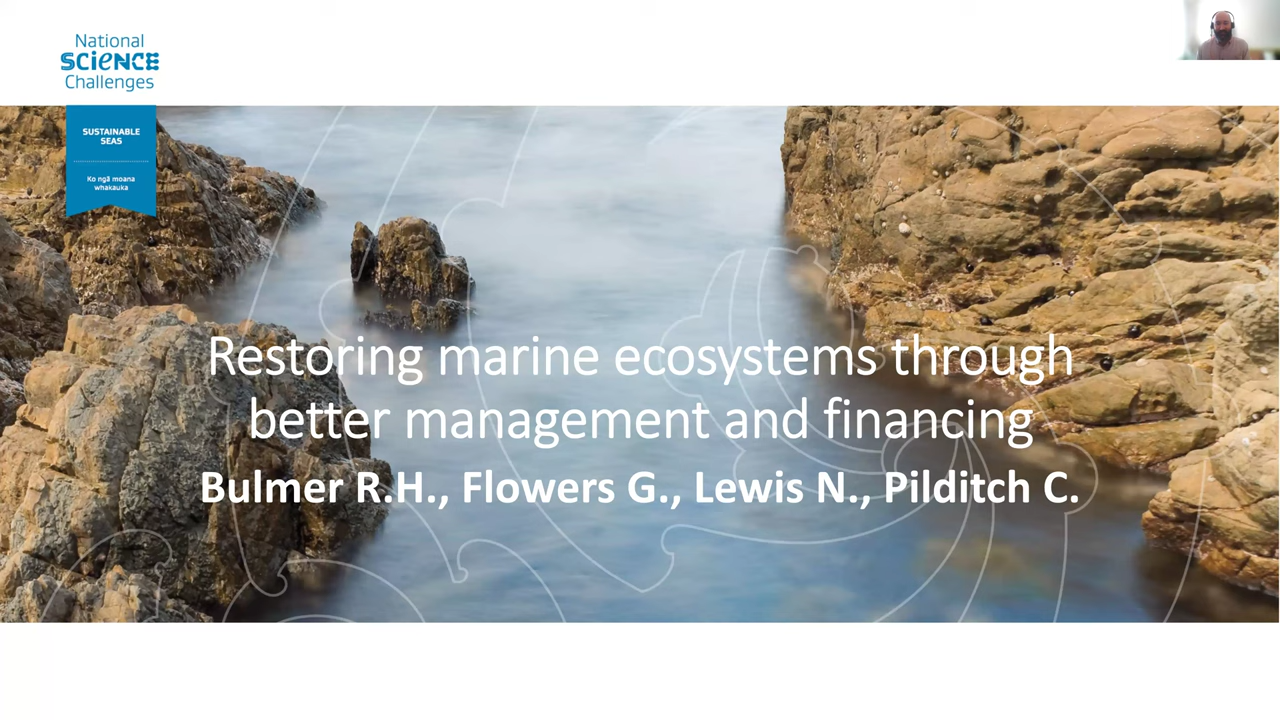 National
SCIENCE
Challenges
SUSTAINABLE
SEAS
Ko ngā moana
whakauka
Restoring marine ecosystems through
better management and financing
Bulmer R.H., Flowers G., Lewis N., Pilditch C.